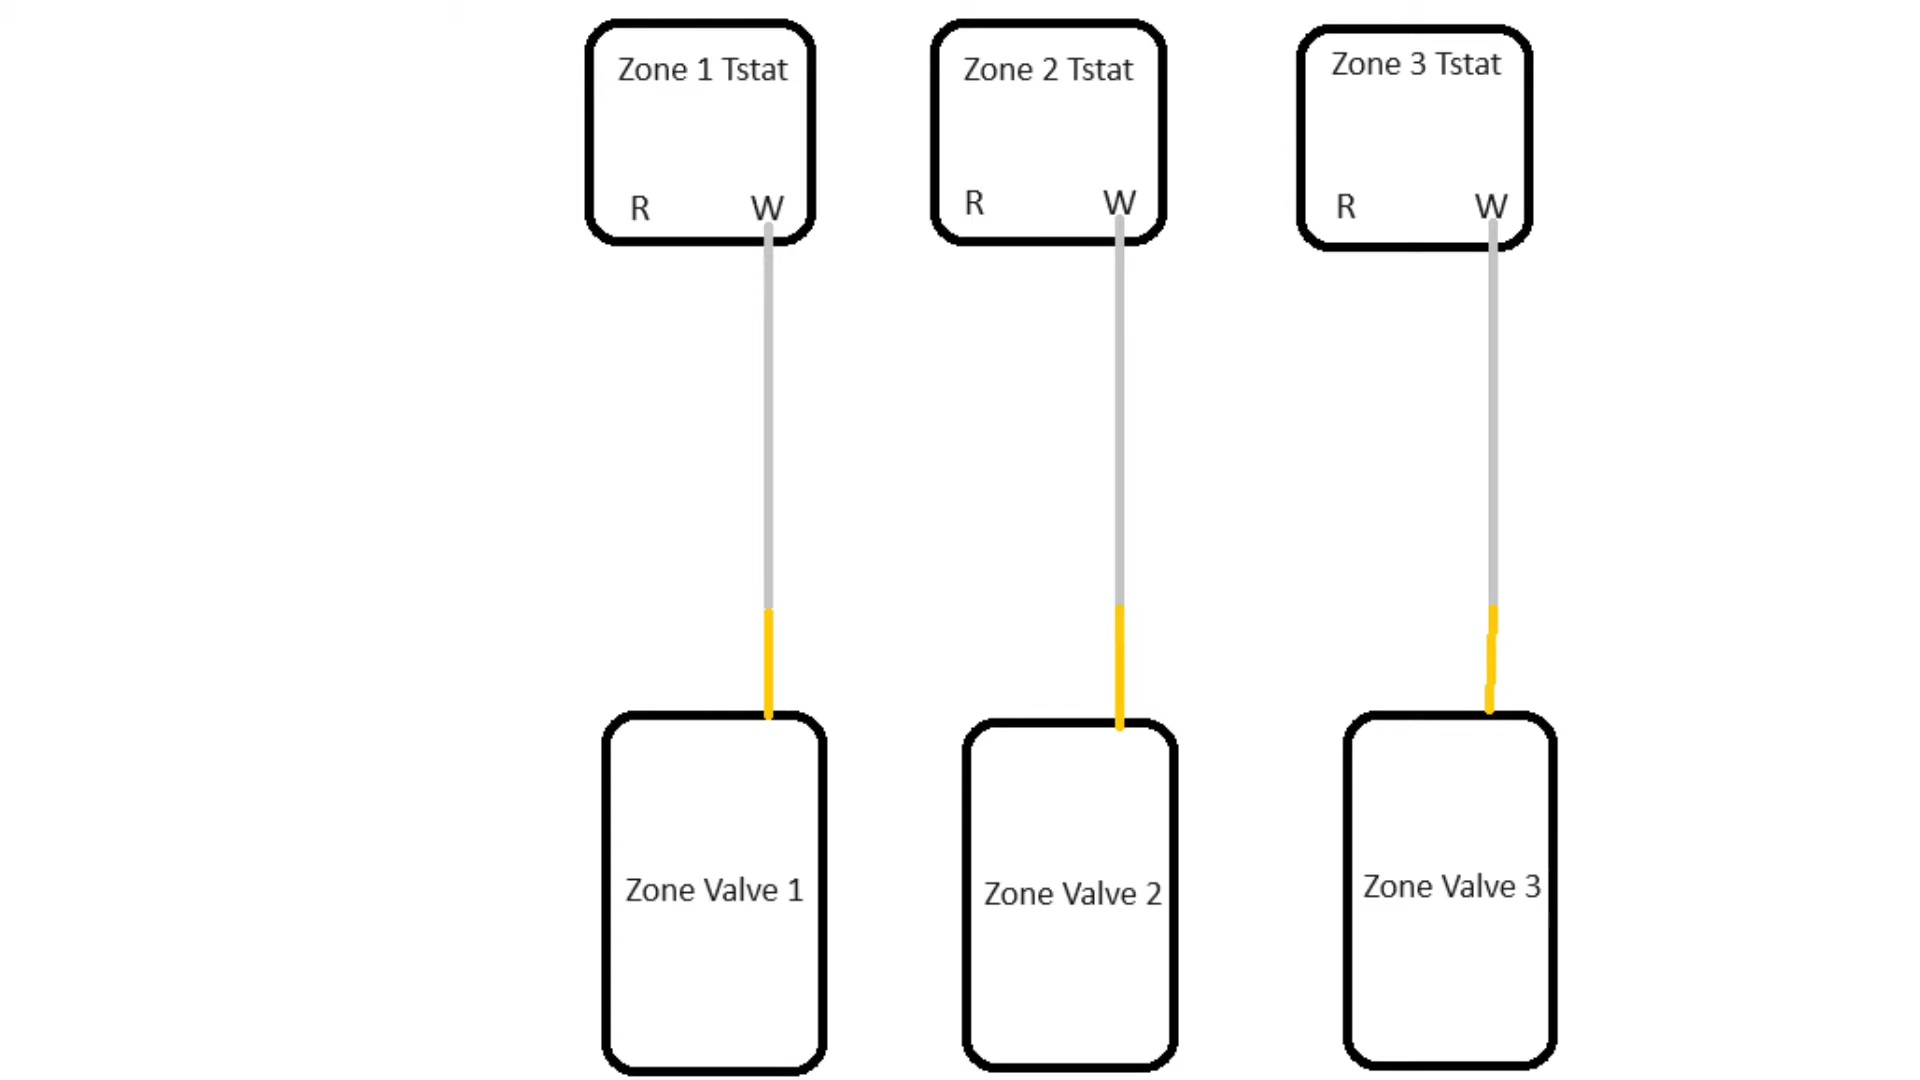 Zone 1 Tstat
R W
Zone 2 Tstat
R W
Zone 3 Tstat
R W
Zone Valve 1
Zone Valve 2
Zone Valve 3